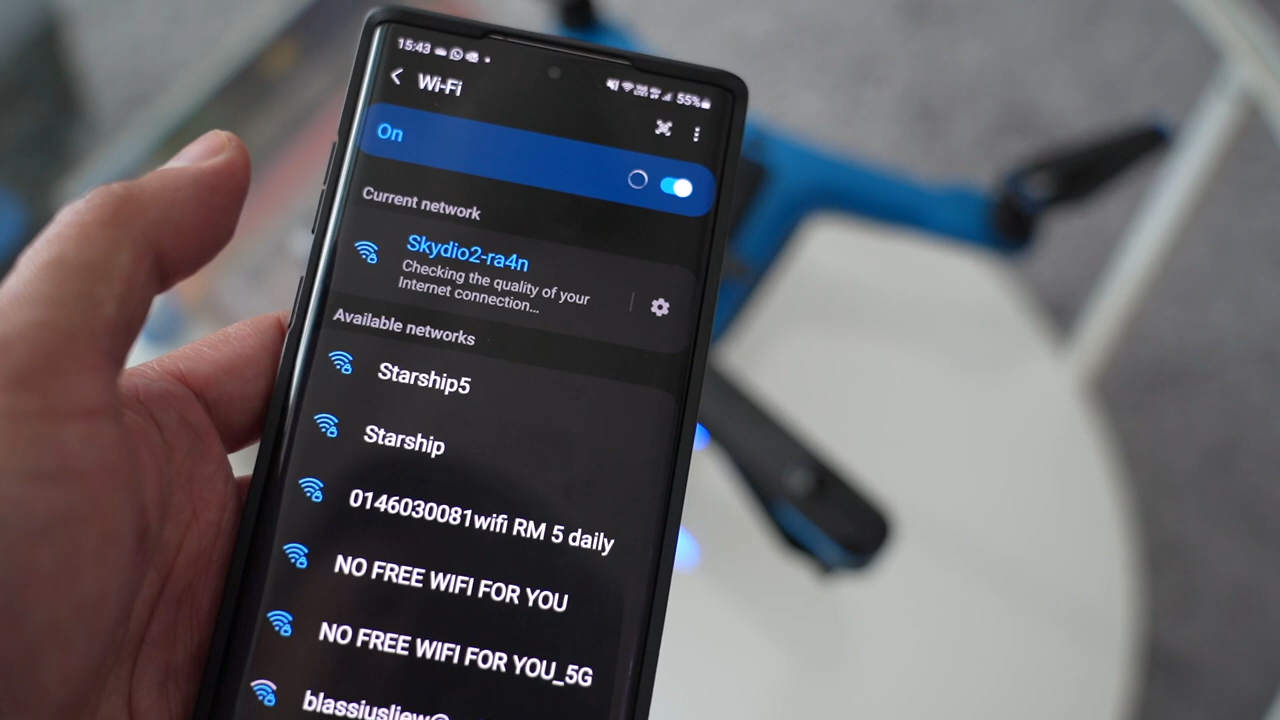 15:43
55%
Wi-Fi
On
Current network
Skydio2-ra4n
Checking the quality of your
Internet connection...
Available networks
Starship5
Starship
0146030081wifi RM 5 daily
NO FREE WIFI FOR YOU
NO FREE WIFI FOR YOU_5G
blassiusliew@